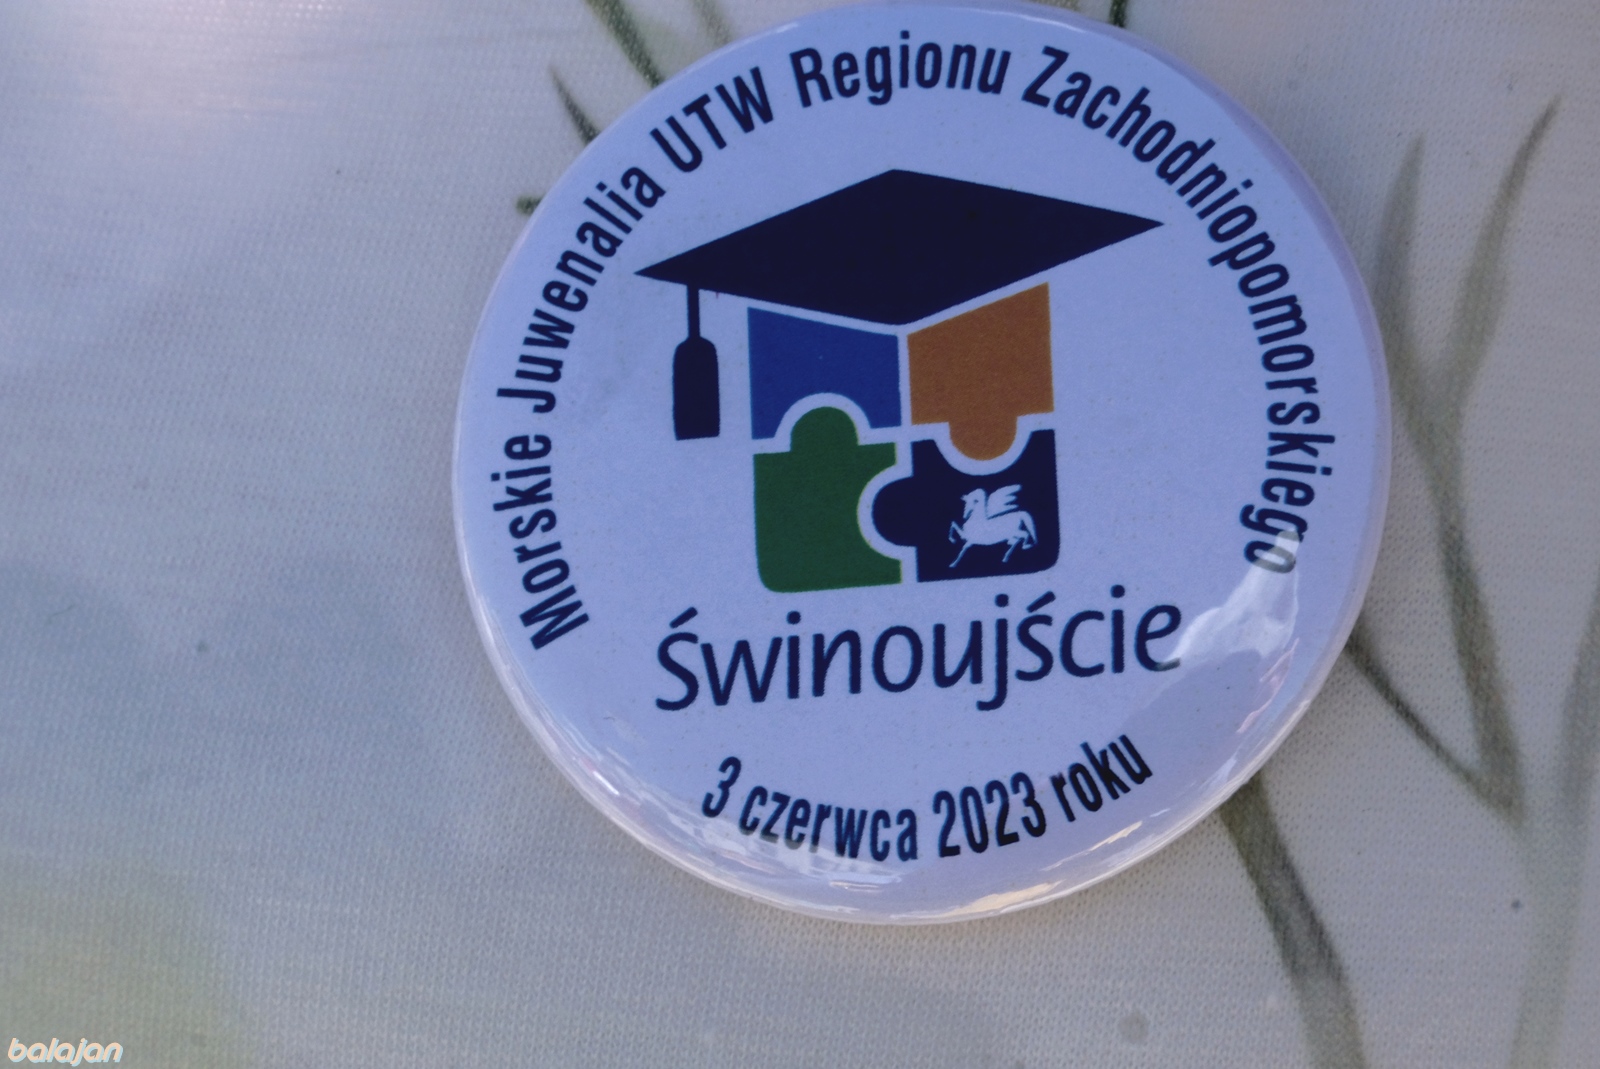 Morskie Juwenalia UTW Regionu Zachodniopomorskiego
Świnoujście
3 czerwca 2023 roku
balajan